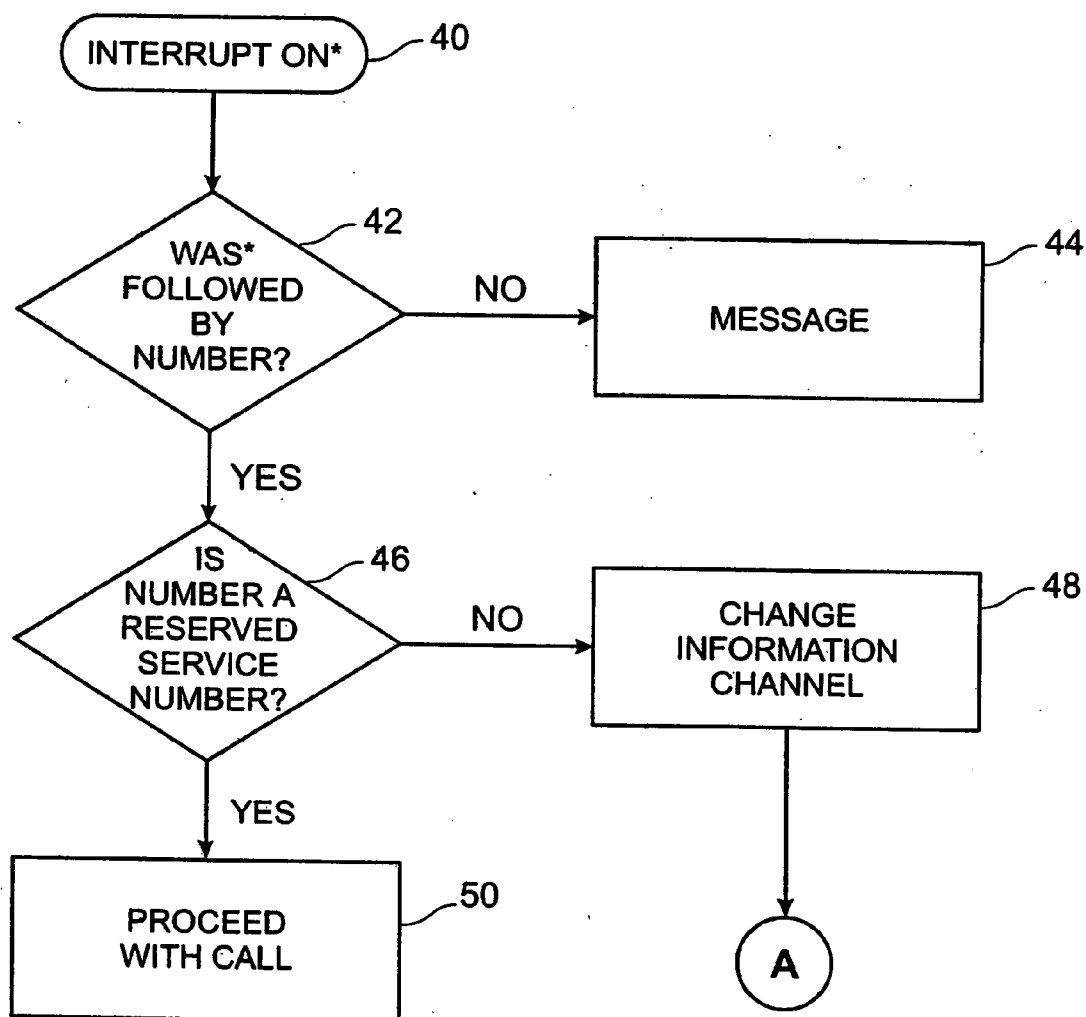 INTERRUPT ON*
40
WAS*
FOLLOWED
BY
NUMBER?
42
NO
MESSAGE
44
YES
IS
NUMBER A
RESERVED
SERVICE
NUMBER?
46
NO
CHANGE
INFORMATION
CHANNEL
48
YES
PROCEED
WITH CALL
50
A